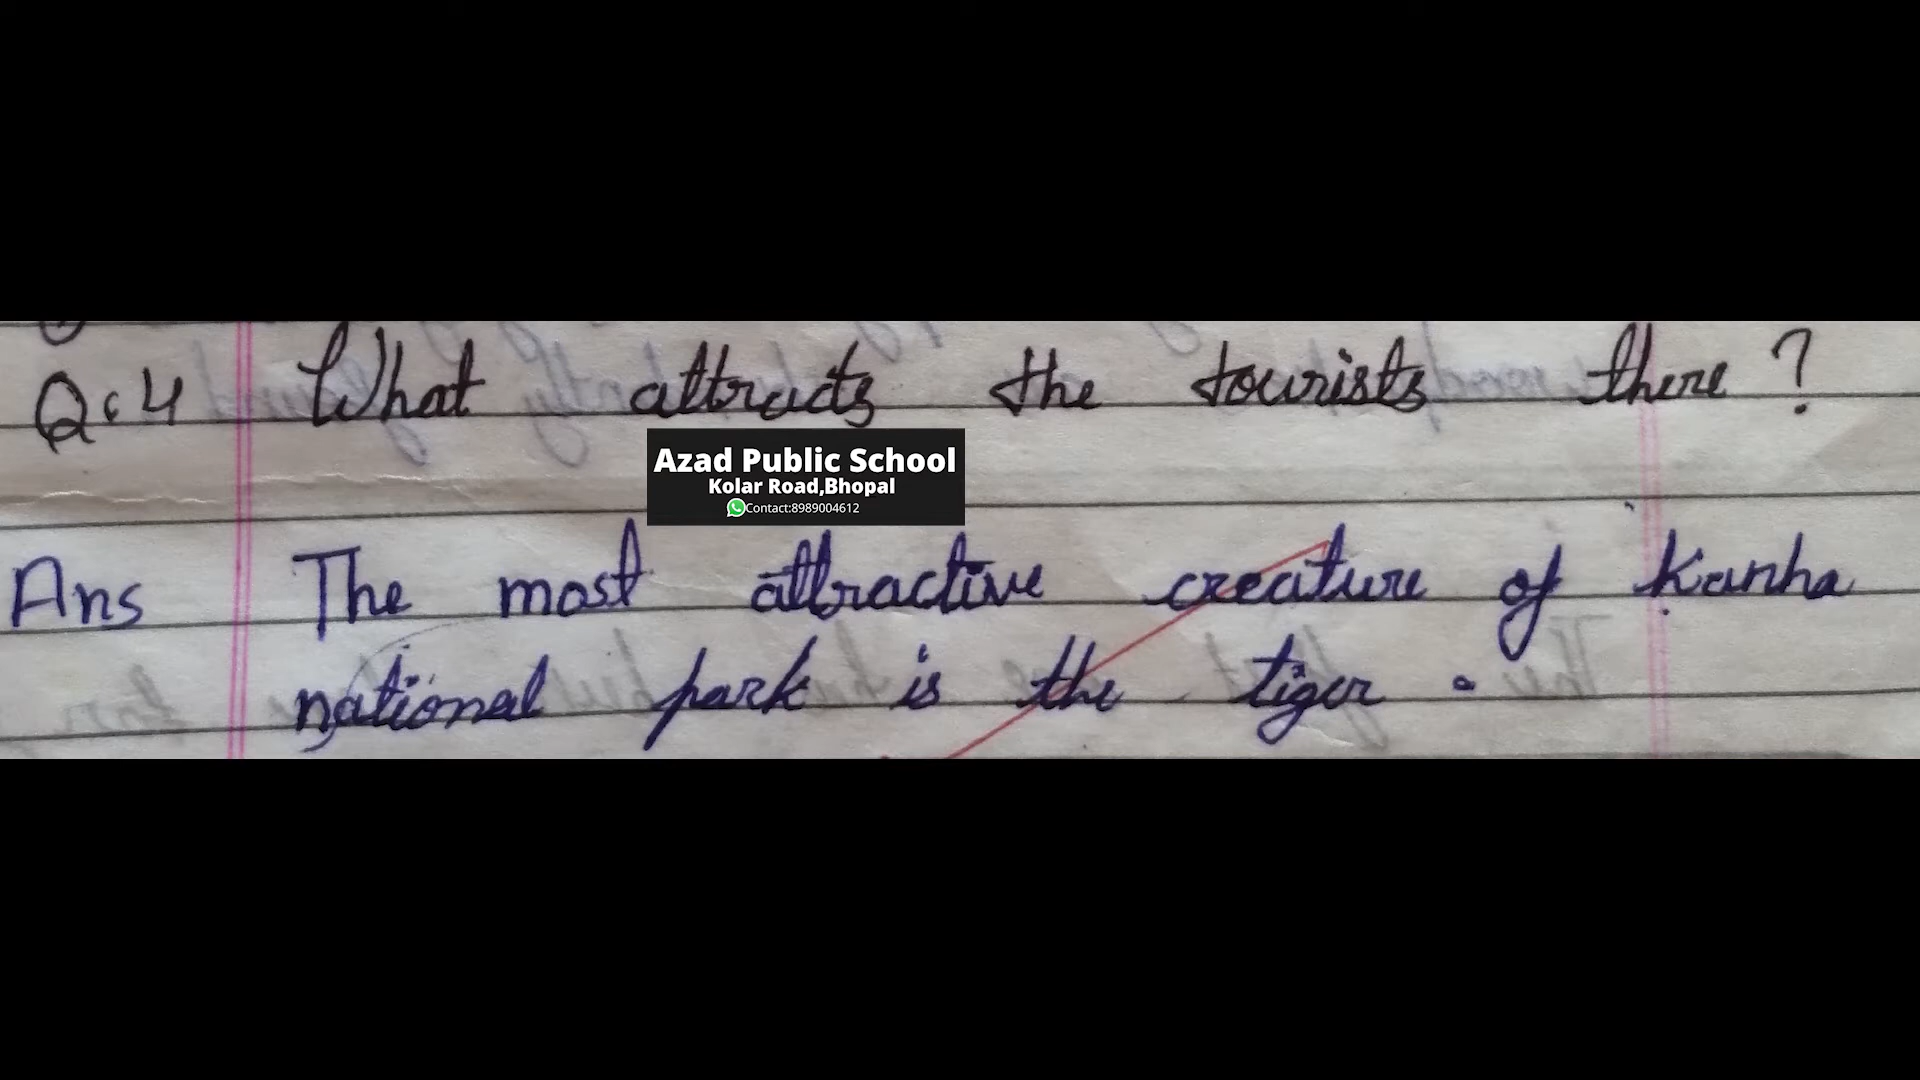 Q.4 What attracts the tourists there?
Azad Public School
Kolar Road,Bhopal
Contact:8989004612
Ans The most attractive creature of Kanha
national park is the tiger.